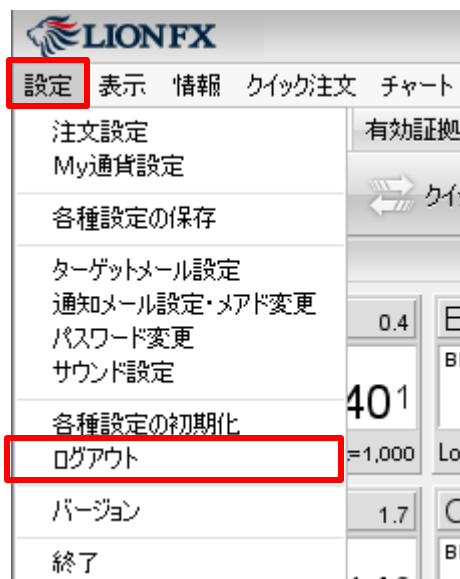 LION FX
設定 表示 情報 クイック注文 チャート
注文設定 有効証拠
My通貨設定
各種設定の保存
ターゲットメール設定
通知メール設定・メアド変更 0.4
パスワード変更
サウンド設定
各種設定の初期化 401
ログアウト =1,000 Lo
バージョン 1.7
終了